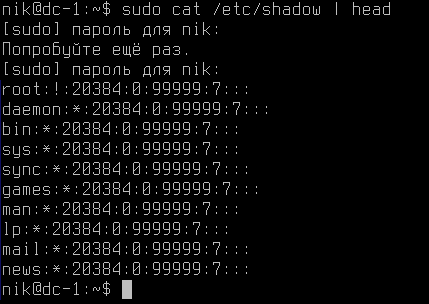 nik@dc-1:~$ sudo cat /etc/shadow | head
[sudo] пароль для nik:
Попробуйте ещё раз.
[sudo] пароль для nik:
root:!:20384:0:99999:7:::
daemon:*:20384:0:99999:7:::
bin:*:20384:0:99999:7:::
sys:*:20384:0:99999:7:::
sync:*:20384:0:99999:7:::
games:*:20384:0:99999:7:::
man:*:20384:0:99999:7:::
lp:*:20384:0:99999:7:::
mail:*:20384:0:99999:7:::
news:*:20384:0:99999:7:::
nik@dc-1:~$